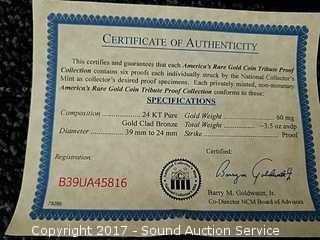 CERTIFICATE OF AUTHENTICITY
This certifies and guarantees that each America's Rare Gold Coin Tribute Proof
Collection contains six proofs each individually struck by the National Collector's
Mint as collector's desired proof specimens. Each privately minted, non-monetary
America's Rare Gold Coin Tribute Proof Collection conforms to these:
SPECIFICATIONS
Composition ........ 24 KT Pure Gold Weight ........ 60 mg
Gold Clad Bronze Total Weight ........ ~3.5 oz avdp
Diameter ........ 39 mm to 24 mm Strike ........ Proof
Registration
Certified:
B39UA45816
Barry M. Goldwater, Jr.
Co-Director NCM Board of Advisors
Copyright 2017 - Sound Auction Service